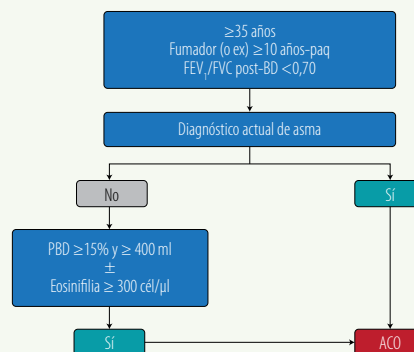 ≥35 años
Fumador (o ex) ≥10 años-paq
FEV₁/FVC post-BD <0,70
Diagnóstico actual de asma
No
Sí
PBD ≥15% y ≥ 400 ml
±
Eosinifilia ≥ 300 cél/µl
Sí
ACO